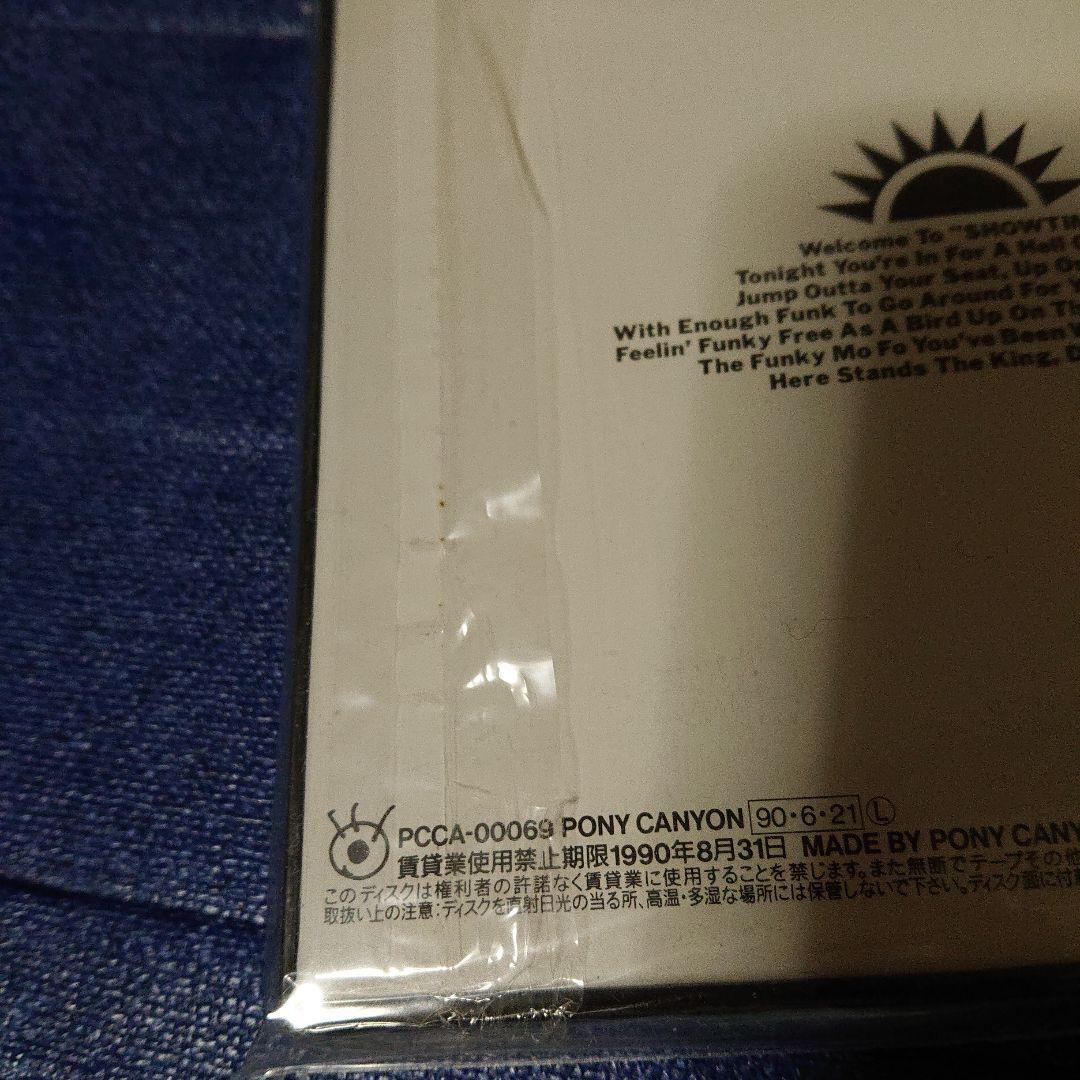 Welcome To "SHOWTIM
Tonight You're In For A Hell
Jump Outta Your Seat, Up
With Enough Funk To Go Around For
Feelin' Funky Free As A Bird Up On
The Funky Mo Fo You've Been
Here Stands The King,
PCCA-00069 PONY CANYON 90・6・21 L
賃貸業使用禁止期限1990年8月31日 MADE BY PONY CANY
このディスクは権利者の許諾なく賃貸業に使用することを禁じます。また無断でテープその他
取扱い上の注意:ディスクを直射日光の当る所、高温・多湿な場所には保管しないで下さい。ディスク面に付